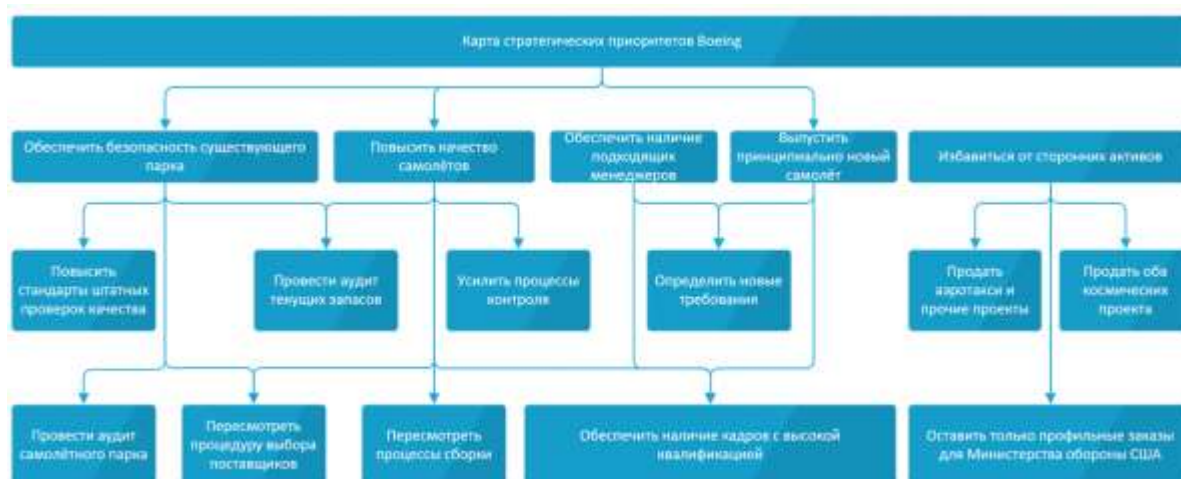 Карта стратегических приоритетов Boeing
Обеспечить безопасность существующего
парка
Повысить качество
самолётов
Обеспечить наличие
подходящих
менеджеров
Выпустить
принципиально новый
самолёт
Избавиться от сторонних активов
Повысить
стандарты штатных
проверок качества
Провести аудит
текущих запасов
Усилить процессы
контроля
Определить новые
требования
Продать
аэротакси и
прочие проекты
Продать оба
космических
проекта
Провести аудит
самолётного парка
Пересмотреть
процедуру выбора
поставщиков
Пересмотреть
процессы сборки
Обеспечить наличие кадров с высокой
квалификацией
Оставить только профильные заказы
для Министерства обороны США